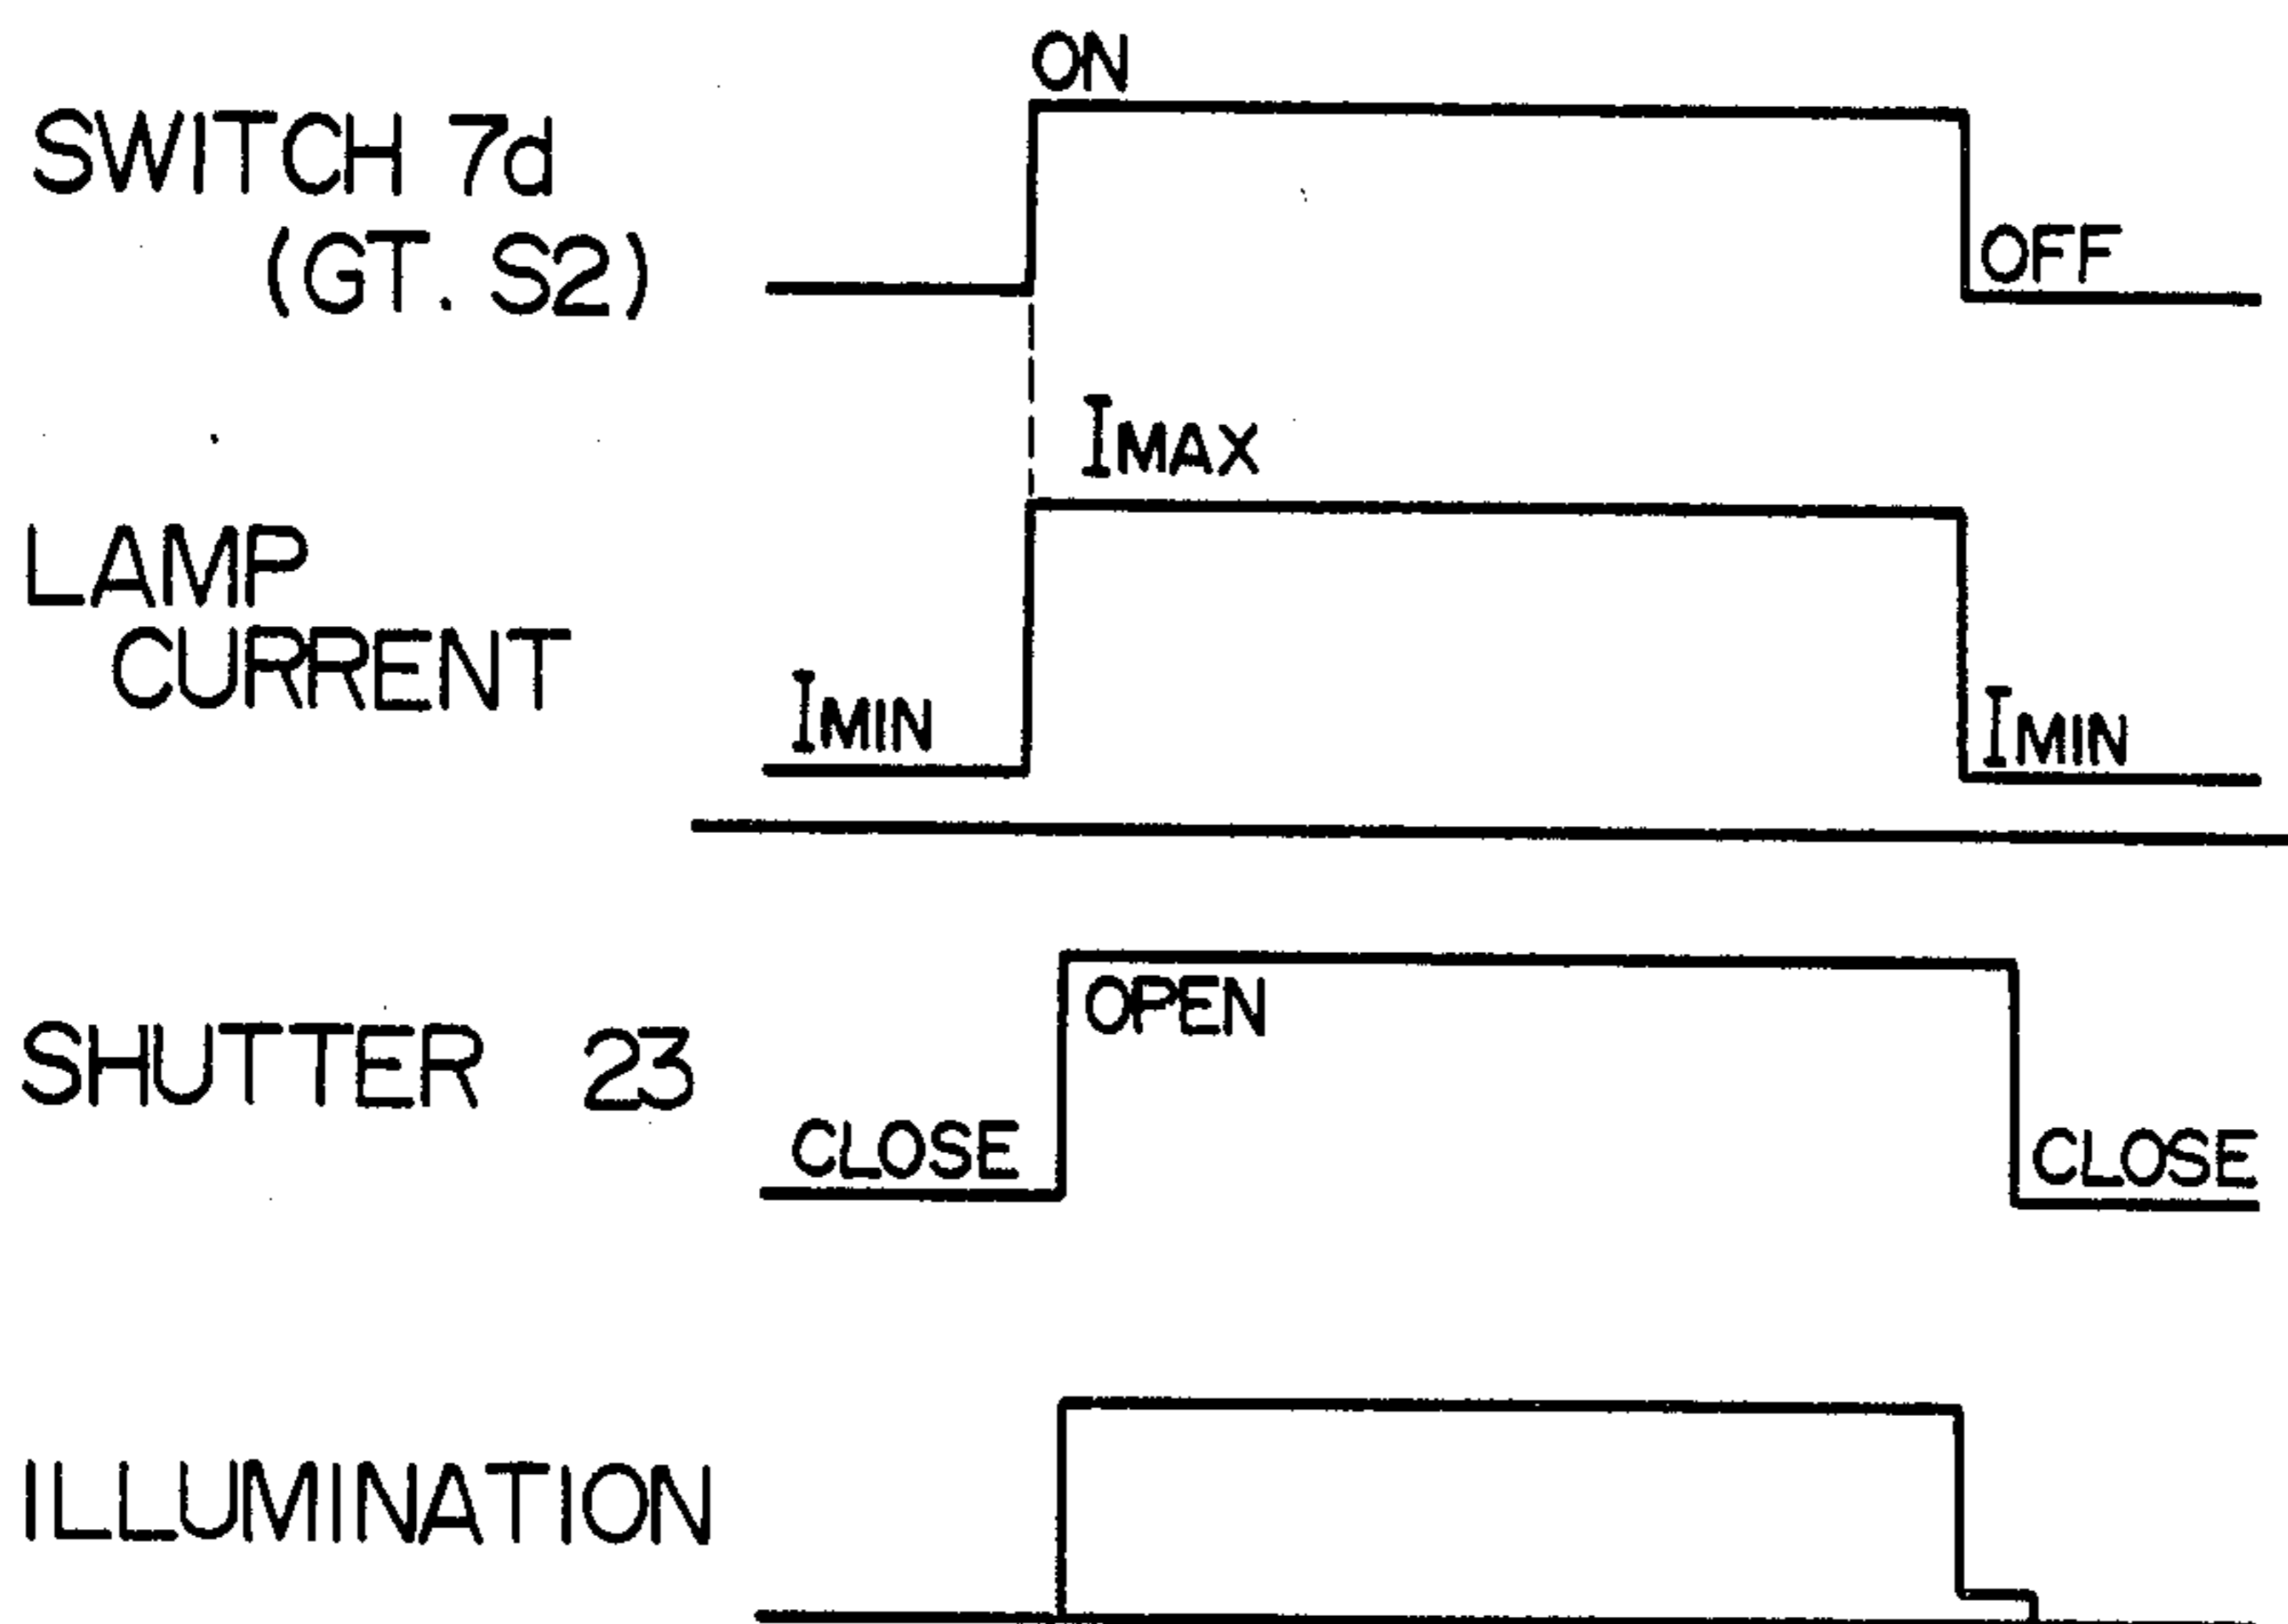 ON
SWITCH 7d
OFF
(GT. S2)
IMAX
LAMP
CURRENT
IMIN
IMIN
OPEN
SHUTTER 23
CLOSE
CLOSE
ILLUMINATION